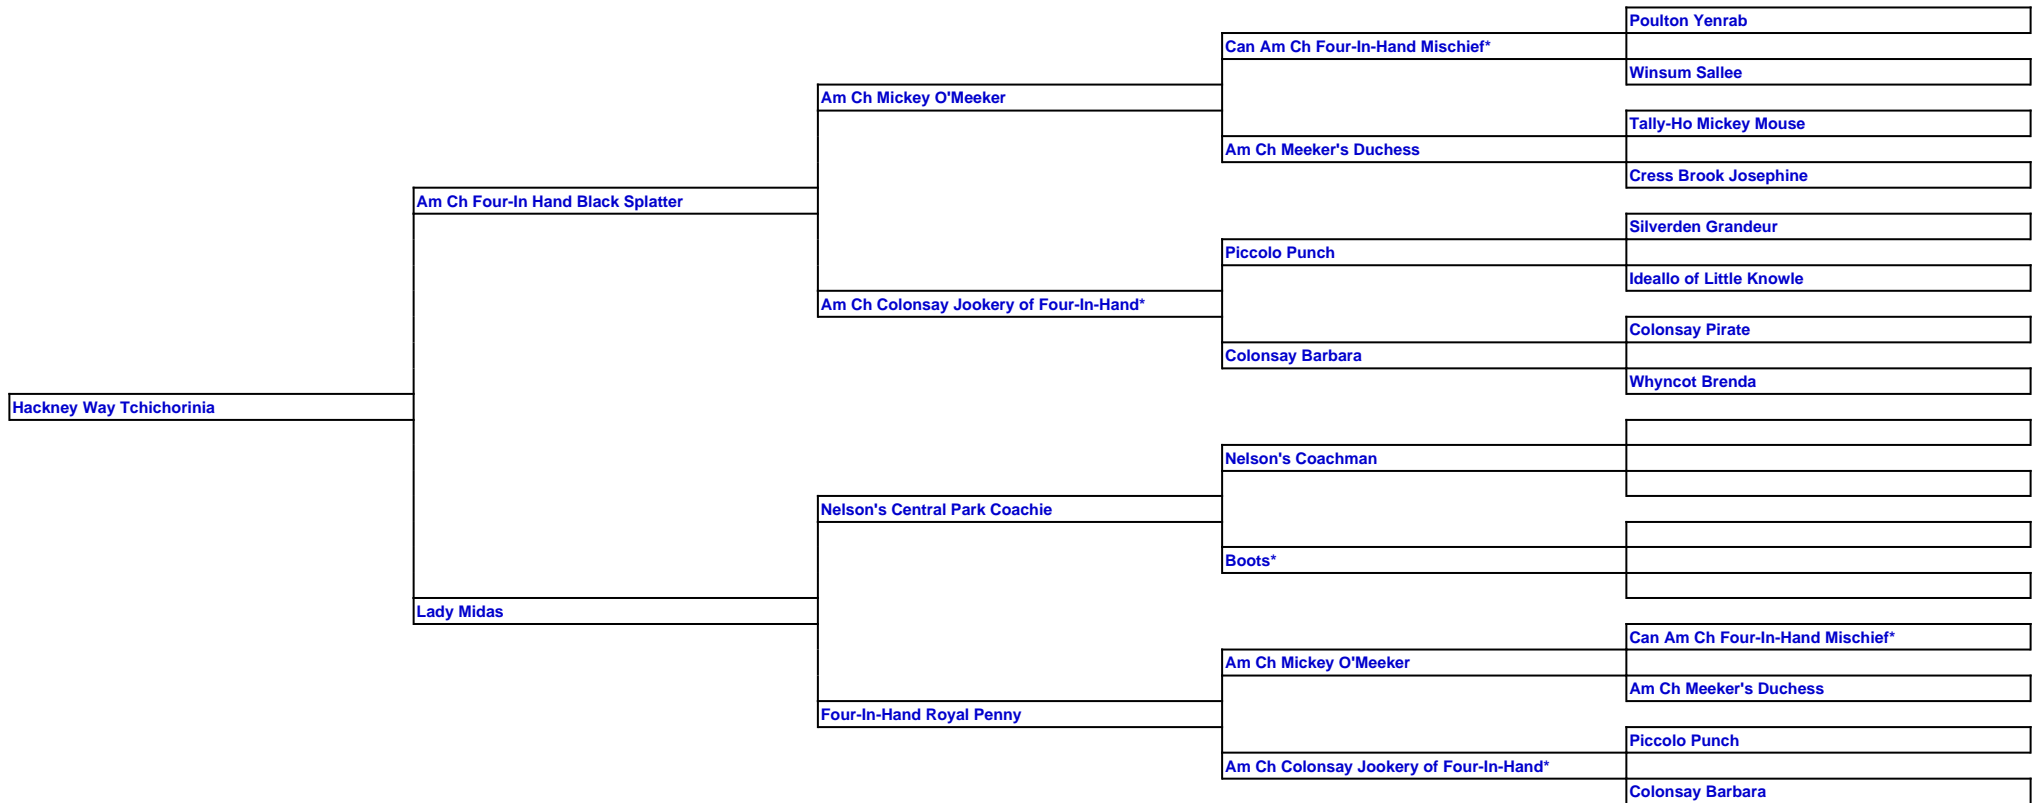 Poulton Yenrab
Can Am Ch Four-In-Hand Mischief*
Winsum Sallee
Am Ch Mickey O'Meeker
Tally-Ho Mickey Mouse
Am Ch Meeker's Duchess
Cress Brook Josephine
Am Ch Four-In Hand Black Splatter
Silverden Grandeur
Piccolo Punch
Ideallo of Little Knowle
Am Ch Colonsay Jookery of Four-In-Hand*
Colonsay Pirate
Colonsay Barbara
Whyncot Brenda
Hackney Way Tchichorinia
Nelson's Coachman
Nelson's Central Park Coachie
Boots*
Lady Midas
Can Am Ch Four-In-Hand Mischief*
Am Ch Mickey O'Meeker
Am Ch Meeker's Duchess
Four-In-Hand Royal Penny
Piccolo Punch
Am Ch Colonsay Jookery of Four-In-Hand*
Colonsay Barbara